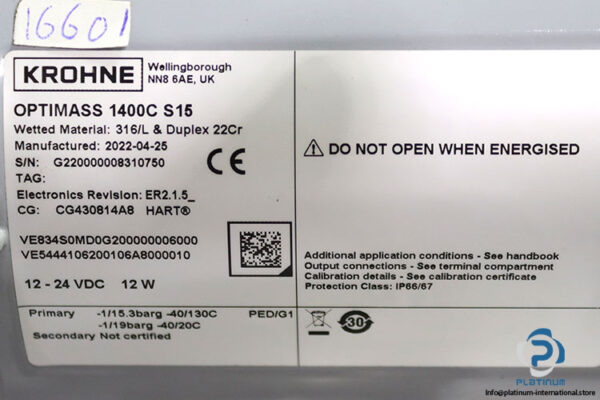 16601
KROHNE
Wellingborough
NN8 6AE, UK
OPTIMASS 1400C S15
Wetted Material: 316/L & Duplex 22Cr
Manufactured: 2022-04-25
S/N: G220000008310750
TAG:
Electronics Revision: ER2.1.5_
CG: CG430814A8 HART®
VE834S0MD0G200000006000
VE5444106200106A8000010
12 - 24 VDC 12 W
CE
DO NOT OPEN WHEN ENERGISED
Additional application conditions - See handbook
Output connections - See terminal compartment
Calibration details - See calibration certificate
Protection Class: IP66/67
Primary -1/15.3barg -40/130C PED/G1
-1/19barg -40/20C
Secondary Not certified
30
PLATINUM
Info@platinum-international.store